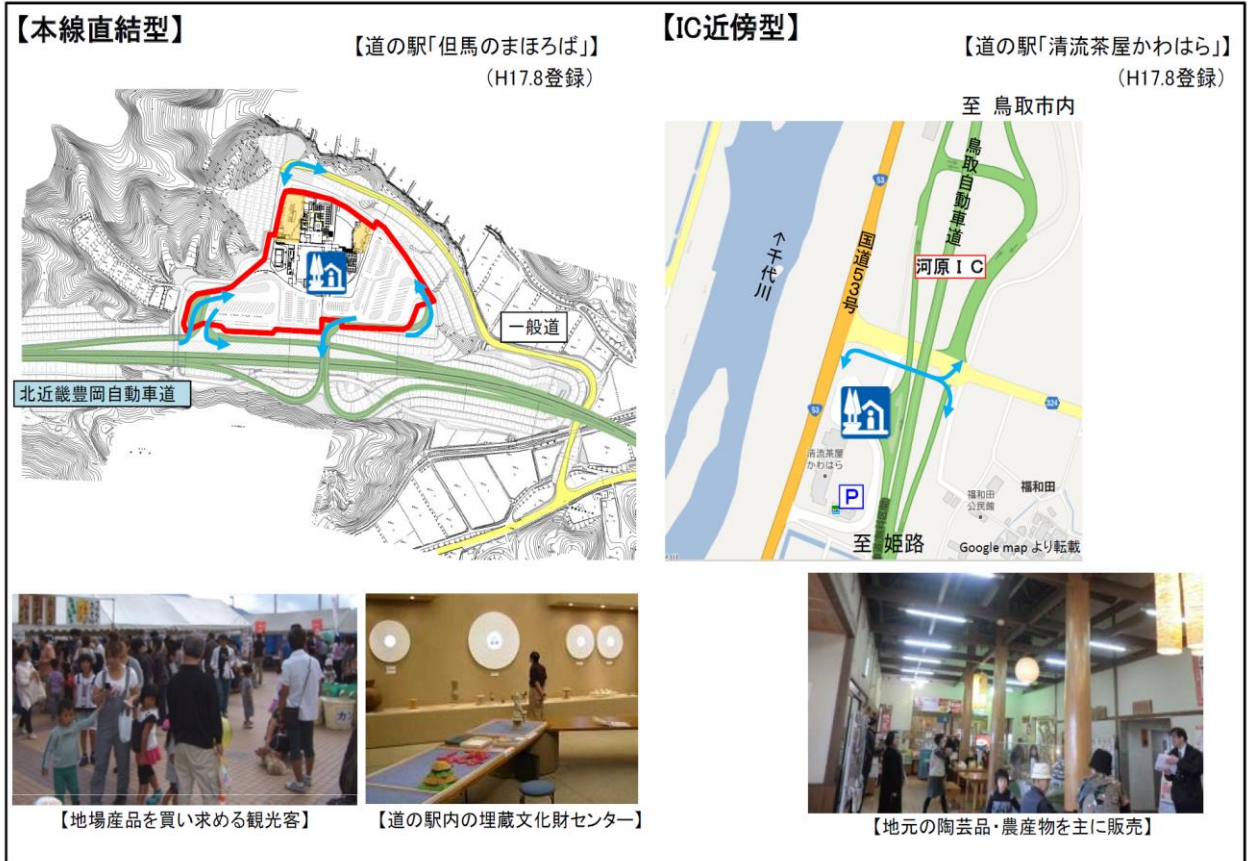 【本線直結型】
【道の駅「但馬のまほろば」】
(H17.8登録)
一般道
北近畿豊岡自動車道
【地場産品を買い求める観光客】
【道の駅内の埋蔵文化財センター】
【IC近傍型】
【道の駅「清流茶屋かわはら」】
(H17.8登録)
至 鳥取市内
鳥取自動車道
53
国道53号
↑千代川
河原IC
53
324
清流茶屋
かわはら
P
福和田
公民館
福和田
至 姫路
Google map より転載
【地元の陶芸品・農産物を主に販売】